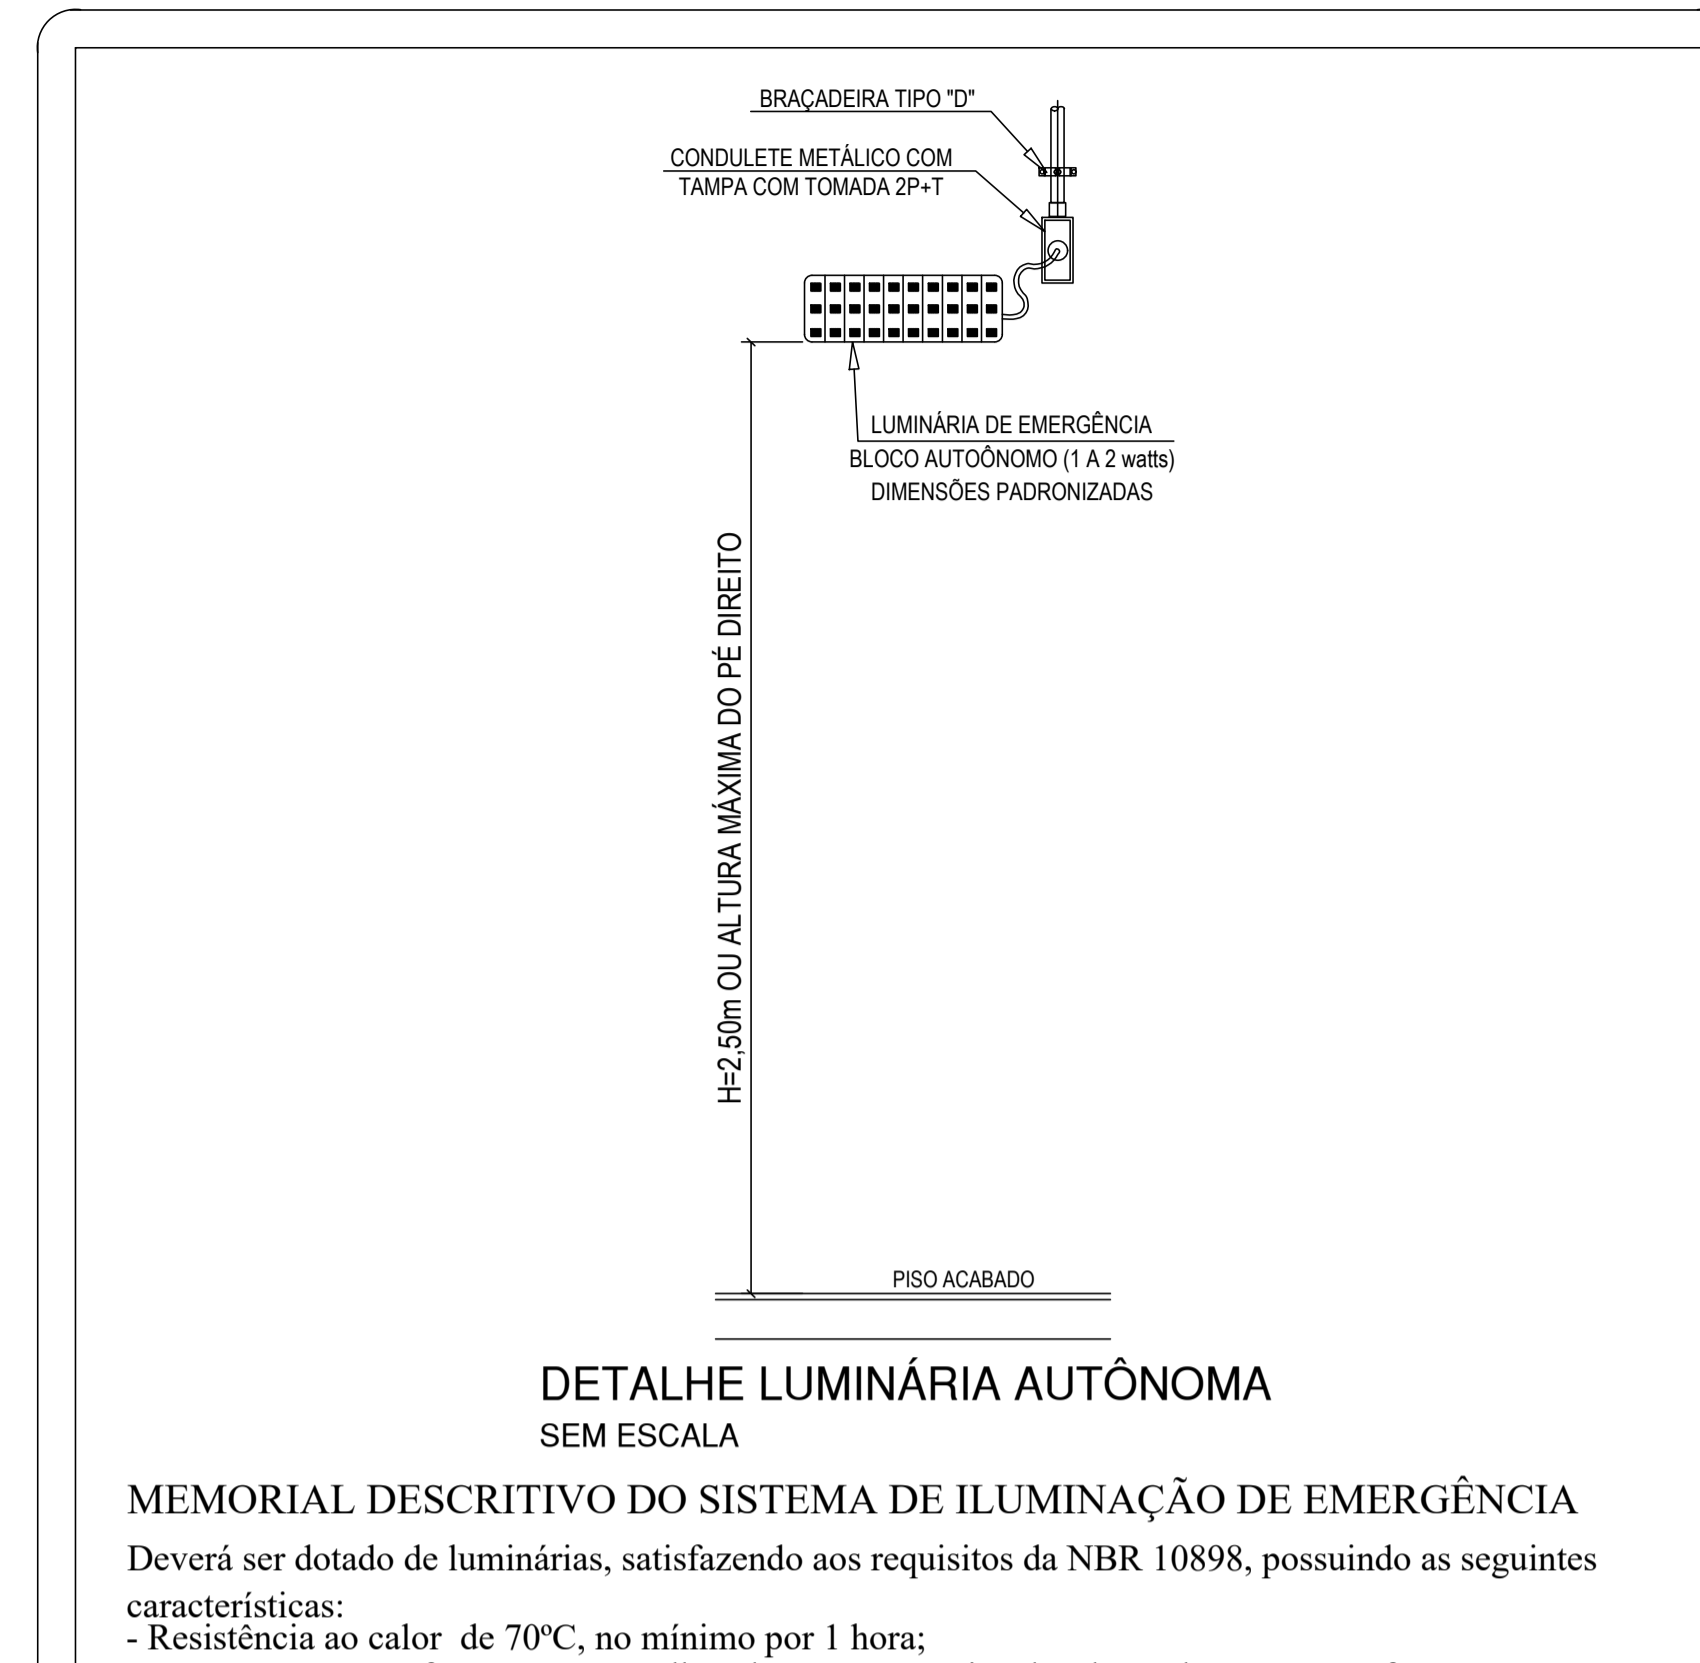 BRAÇADEIRA TIPO "D"
CONDULETE METÁLICO COM
TAMPA COM TOMADA 2P+T
LUMINÁRIA DE EMERGÊNCIA
BLOCO AUTOÔNOMO (1 A 2 watts)
DIMENSÕES PADRONIZADAS
H=2,50m OU ALTURA MÁXIMA DO PÉ DIREITO
PISO ACABADO
DETALHE LUMINÁRIA AUTÔNOMA
SEM ESCALA
MEMORIAL DESCRITIVO DO SISTEMA DE ILUMINAÇÃO DE EMERGÊNCIA
Deverá ser dotado de luminárias, satisfazendo aos requisitos da NBR 10898, possuindo as seguintes
características:
- Resistência ao calor  de 70ºC, no mínimo por 1 hora;